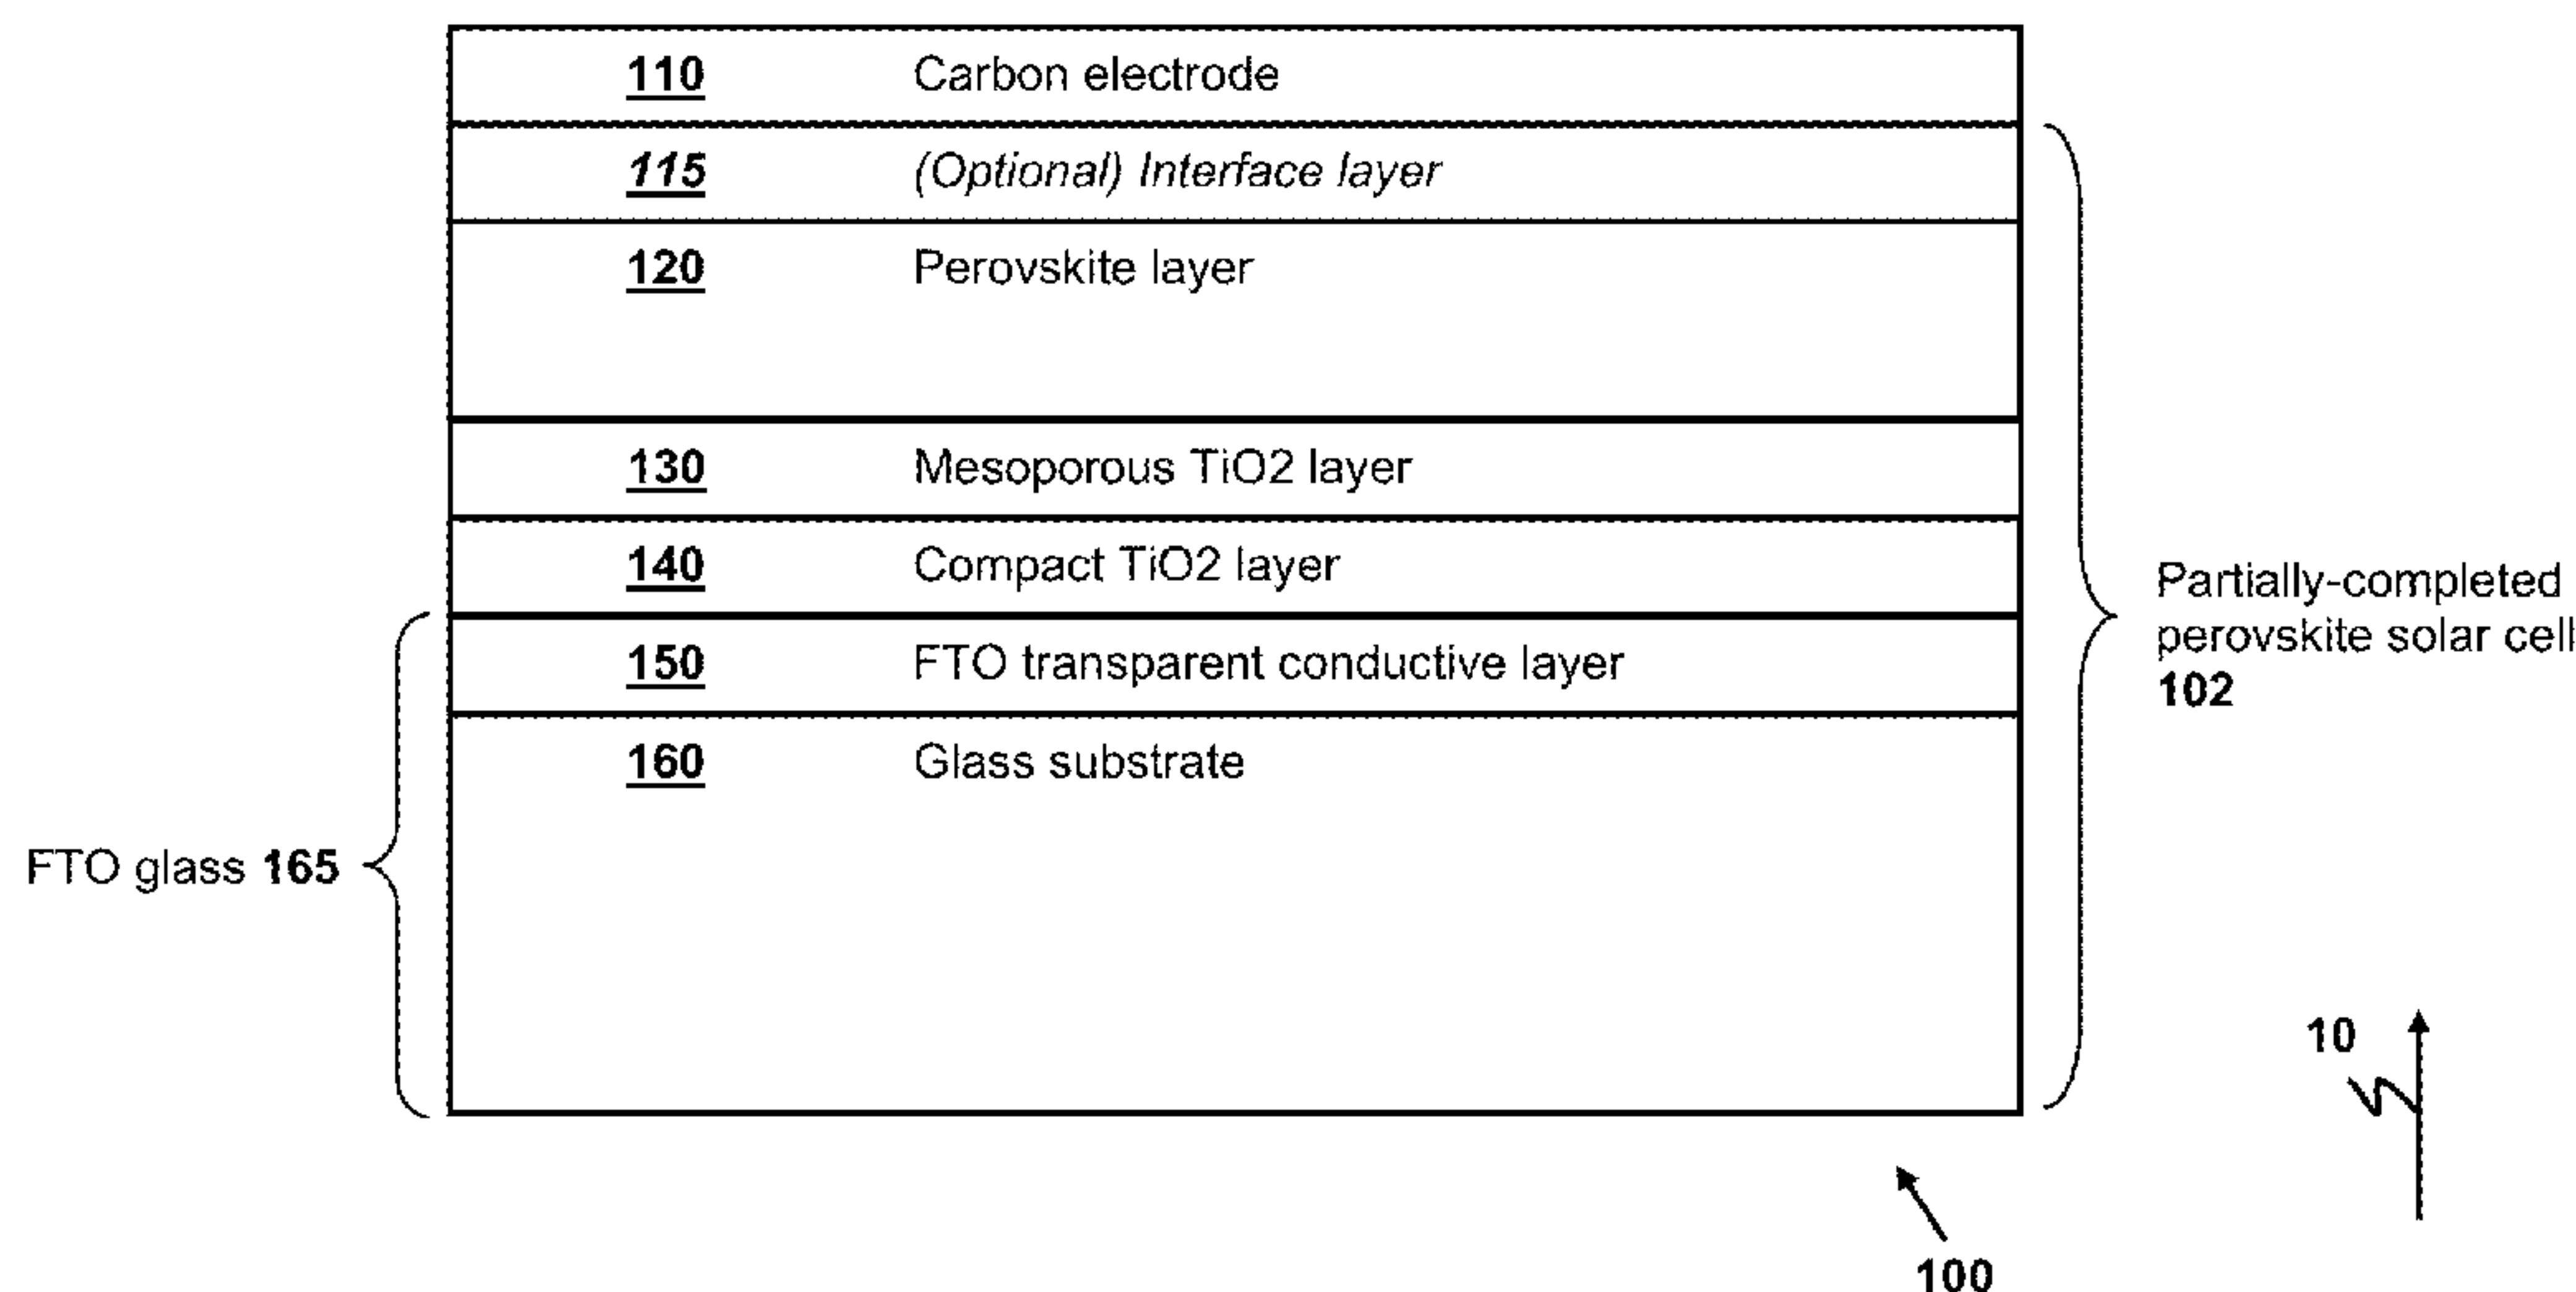 110 Carbon electrode
115 (Optional) Interface layer
120 Perovskite layer
130 Mesoporous TiO2 layer
140 Compact TiO2 layer
150 FTO transparent conductive layer
160 Glass substrate
FTO glass 165
Partially-completed
perovskite solar cell
102
10
100